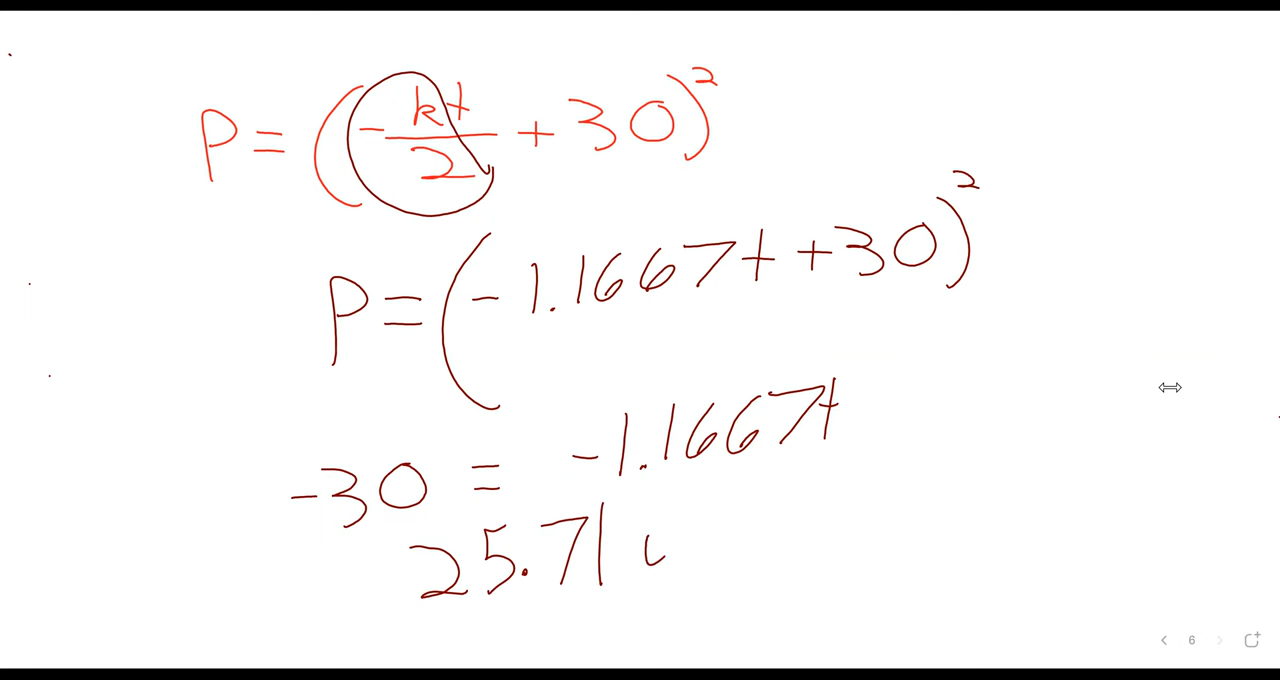 P = (-kt/2 + 30)²
P = (-1.1667t + 30)²
-30 = -1.1667t
25.71
6